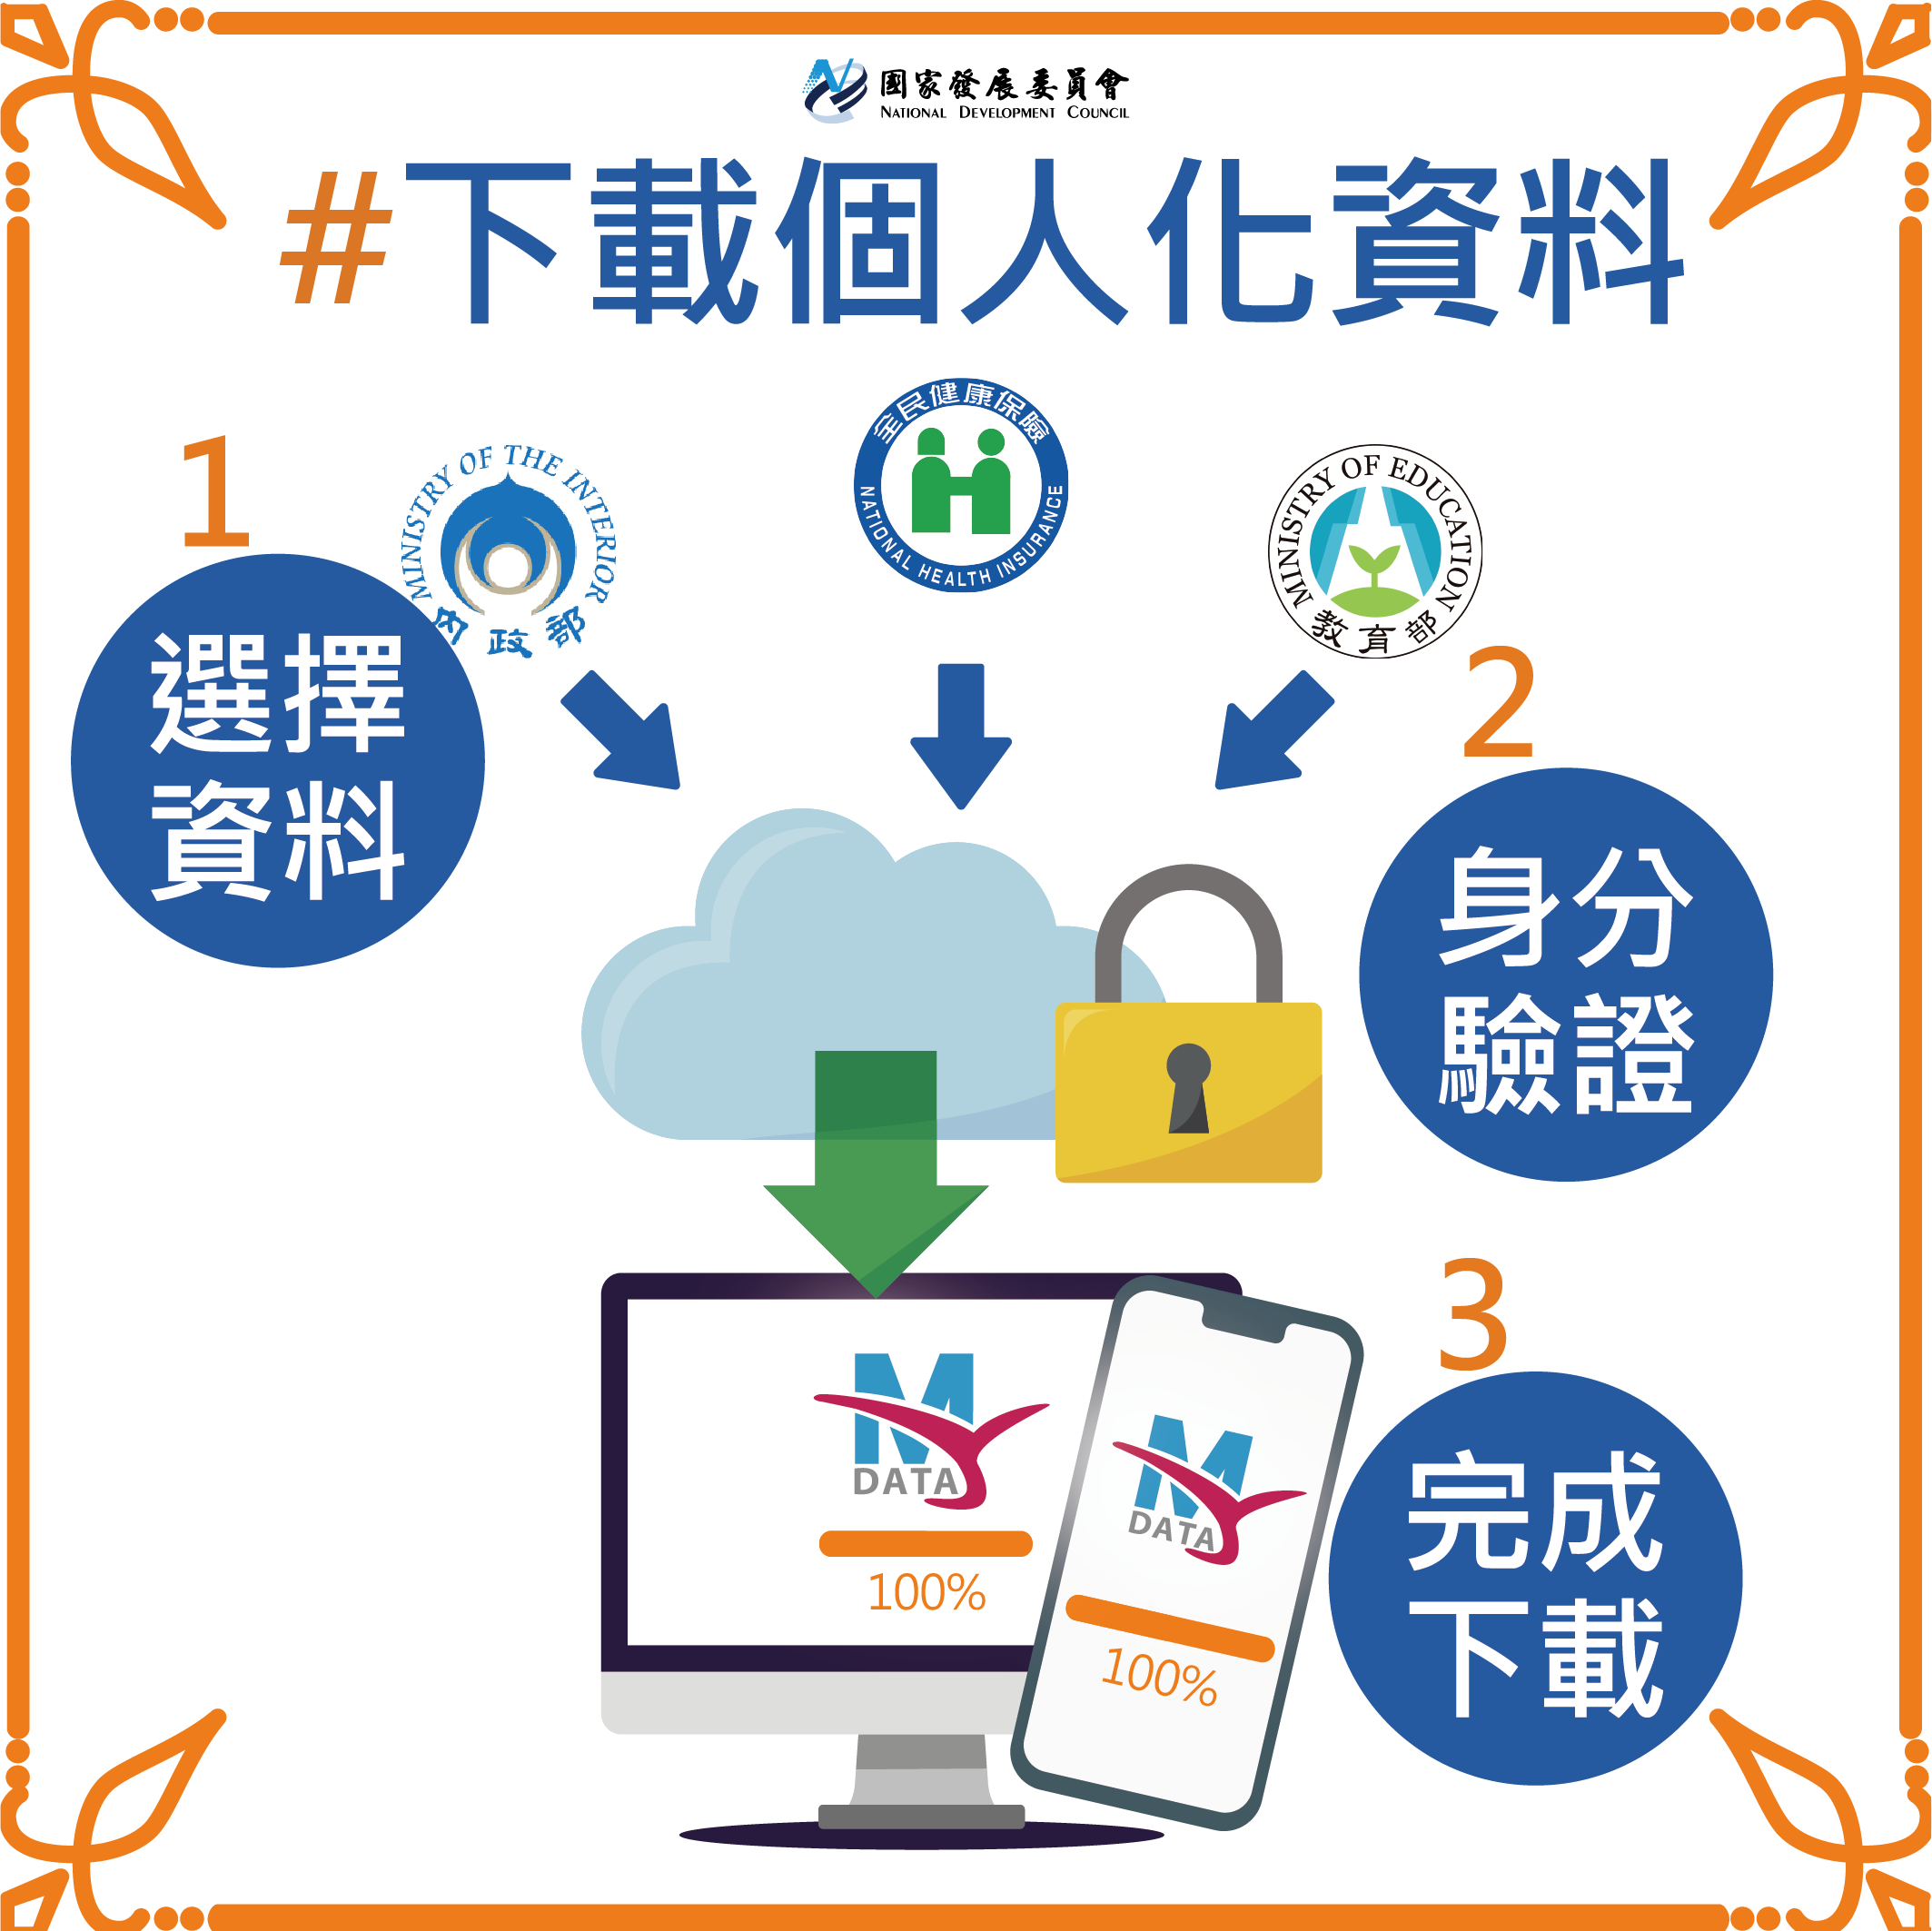 國家發展委員會
NATIONAL DEVELOPMENT COUNCIL
#下載個人化資料
1
選擇
資料
MINISTRY OF THE INTERIOR
內政部
全民健康保險
NATIONAL HEALTH INSURANCE
MINISTRY OF EDUCATION
教育部
2
身分
驗證
3
完成
下載
MY
DATA
100%
MY
DATA
100%